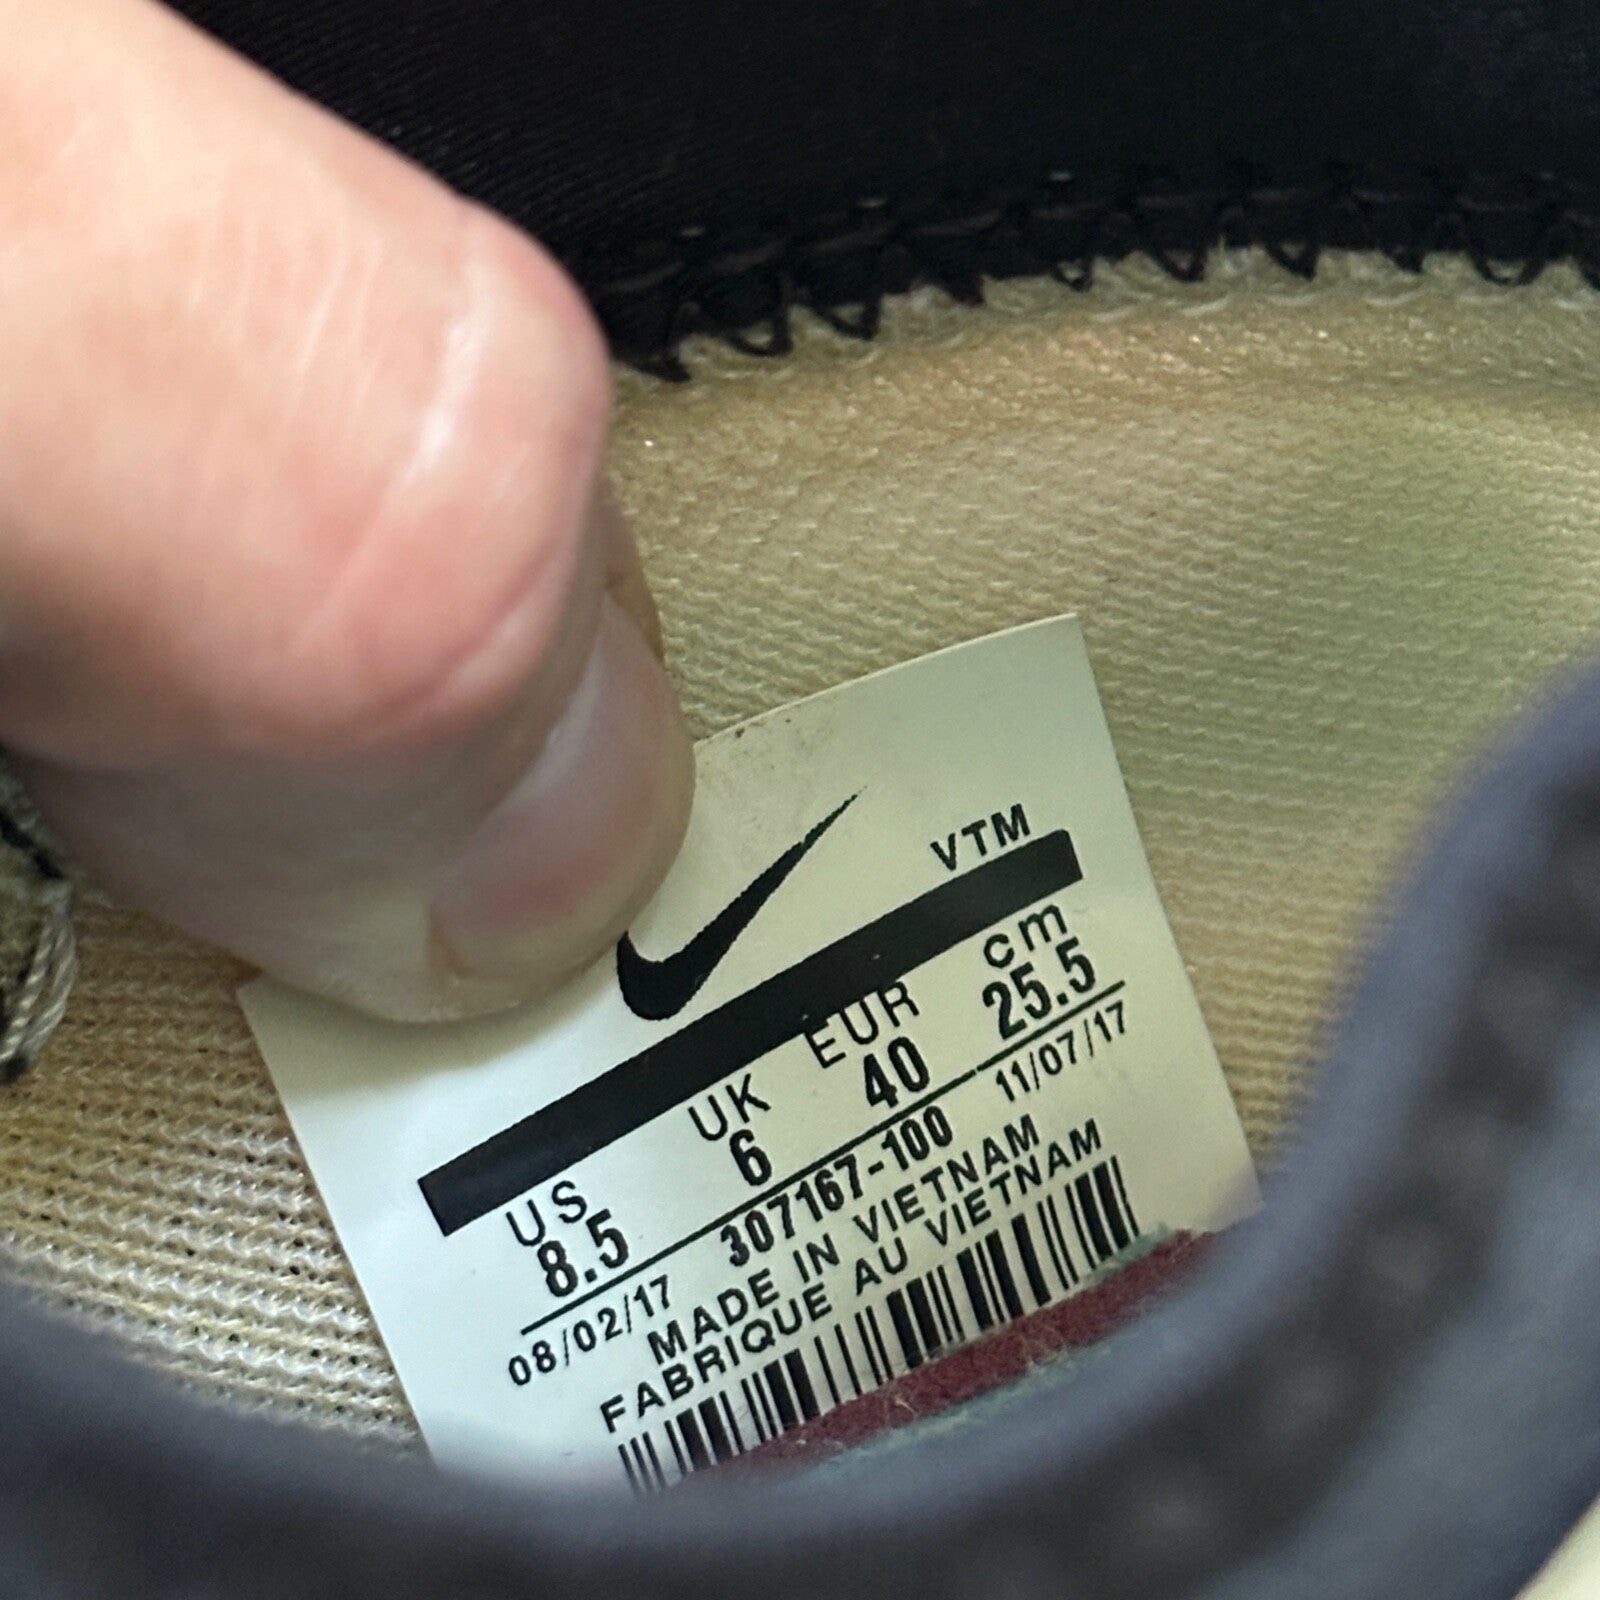 VTM
US UK EUR cm
8.5 6 40 25.5
08/02/17 307167-100 11/07/17
MADE IN VIETNAM
FABRIQUE AU VIETNAM